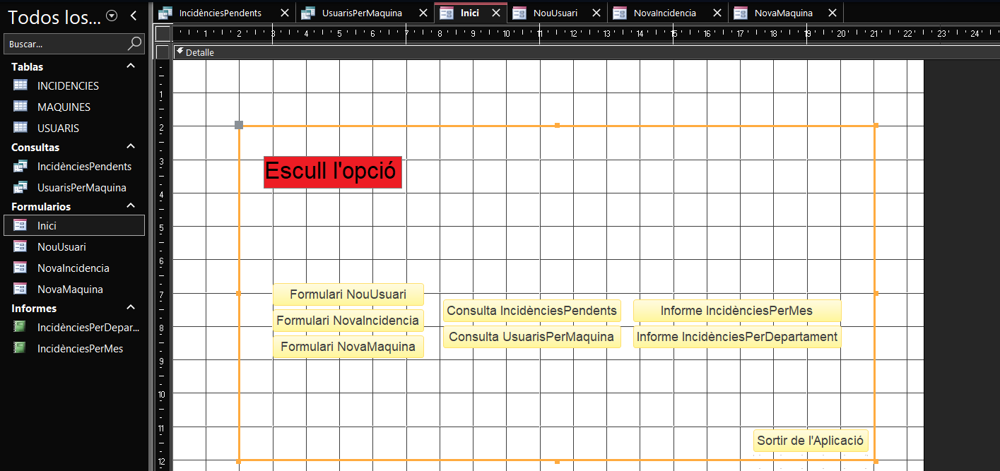 Todos los...
Buscar...
Tablas
INCIDENCIES
MAQUINES
USUARIS
Consultas
IncidènciesPendents
UsuarisPerMaquina
Formularios
Inici
NouUsuari
NovaIncidencia
NovaMaquina
Informes
IncidènciesPerDepar...
IncidènciesPerMes
IncidènciesPendents UsuarisPerMaquina Inici NouUsuari NovaIncidencia NovaMaquina
1 2 3 4 5 6 7 8 9 10 11 12 13 14 15 16 17 18 19 20 21 22 23 24
Detalle
1
2
3
4
5
6
7
8
9
10
11
12
Escull l'opció
Formulari NouUsuari
Formulari NovaIncidencia
Formulari NovaMaquina
Consulta IncidènciesPendents
Consulta UsuarisPerMaquina
Informe IncidènciesPerMes
Informe IncidènciesPerDepartament
Sortir de l'Aplicació